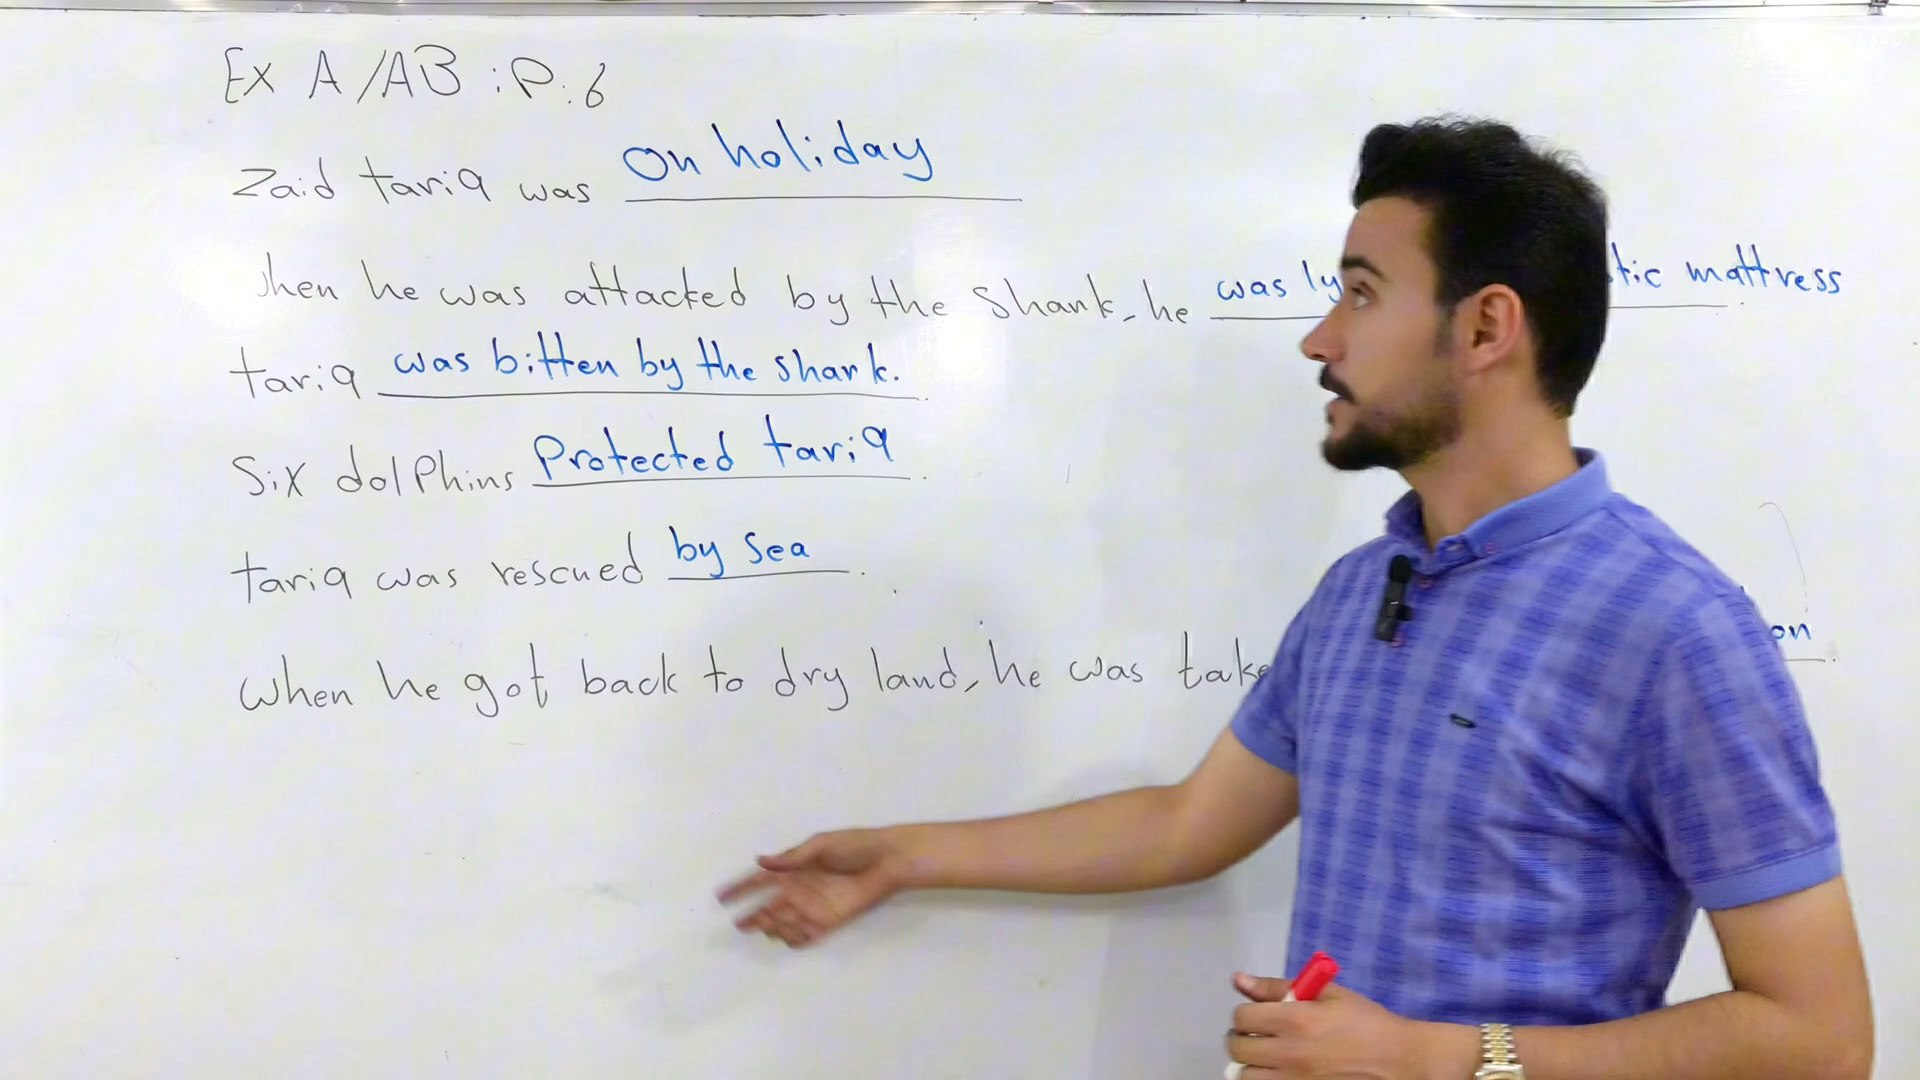 Ex A/AB : P. 6
Zaid tariq was on holiday
when he was attacked by the shark, he was ly tic mattress.
tariq was bitten by the shark.
Six dolphins Protected tariq.
tariq was rescued by sea.
When he got back to dry land, he was take on.